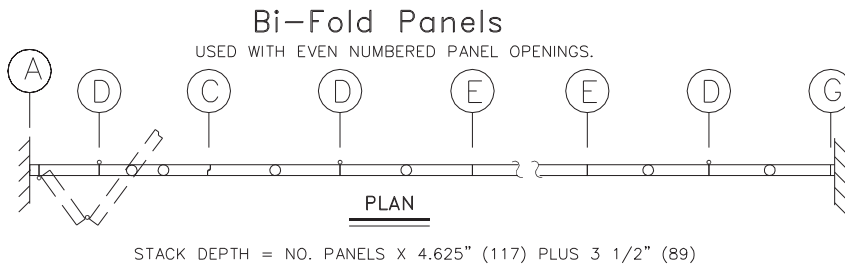 Bi-Fold Panels
USED WITH EVEN NUMBERED PANEL OPENINGS.
A D C D E E D G
PLAN
STACK DEPTH = NO. PANELS X 4.625" (117) PLUS 3 1/2" (89)